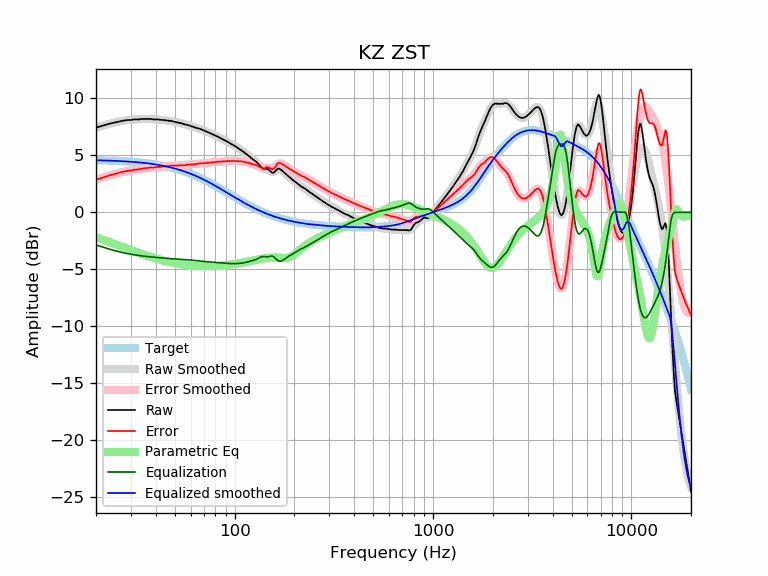 KZ ZST
10
5
0
−5
−10
−15
−20
−25
Amplitude (dBr)
Target
Raw Smoothed
Error Smoothed
Raw
Error
Parametric Eq
Equalization
Equalized smoothed
100
1000
10000
Frequency (Hz)